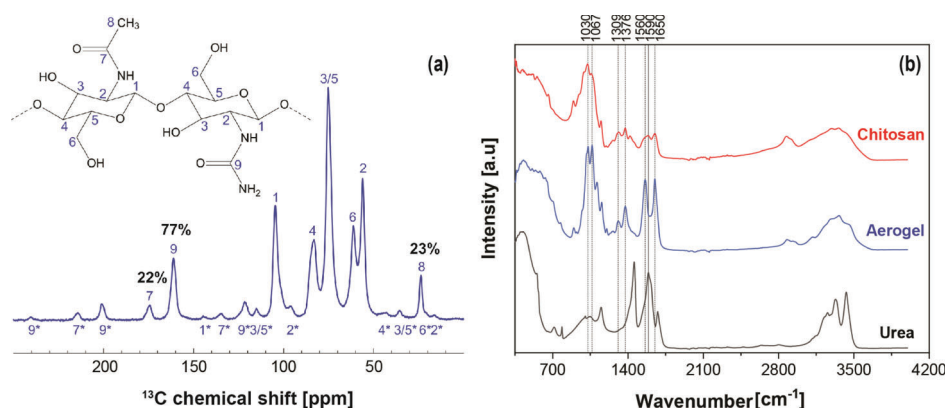 (a)
8 CH₃
O
7 NH
HO
3
2
1
4
5
O
6
OH
OH
6
O
4
5
O
HO
3
2
1
O
NH
O
9
NH₂
3/5
2
1
6
4
77%
9
22%
7
23%
8
9*
7*
9*
1*
7*
9*
3/5*
2*
4*
3/5*
6*
2*
200
150
100
50
¹³C chemical shift [ppm]
1030
1067
1309
1376
1560
1590
1650
(b)
Chitosan
Aerogel
Urea
Intensity [a.u]
700
1400
2100
2800
3500
4200
Wavenumber[cm⁻¹]